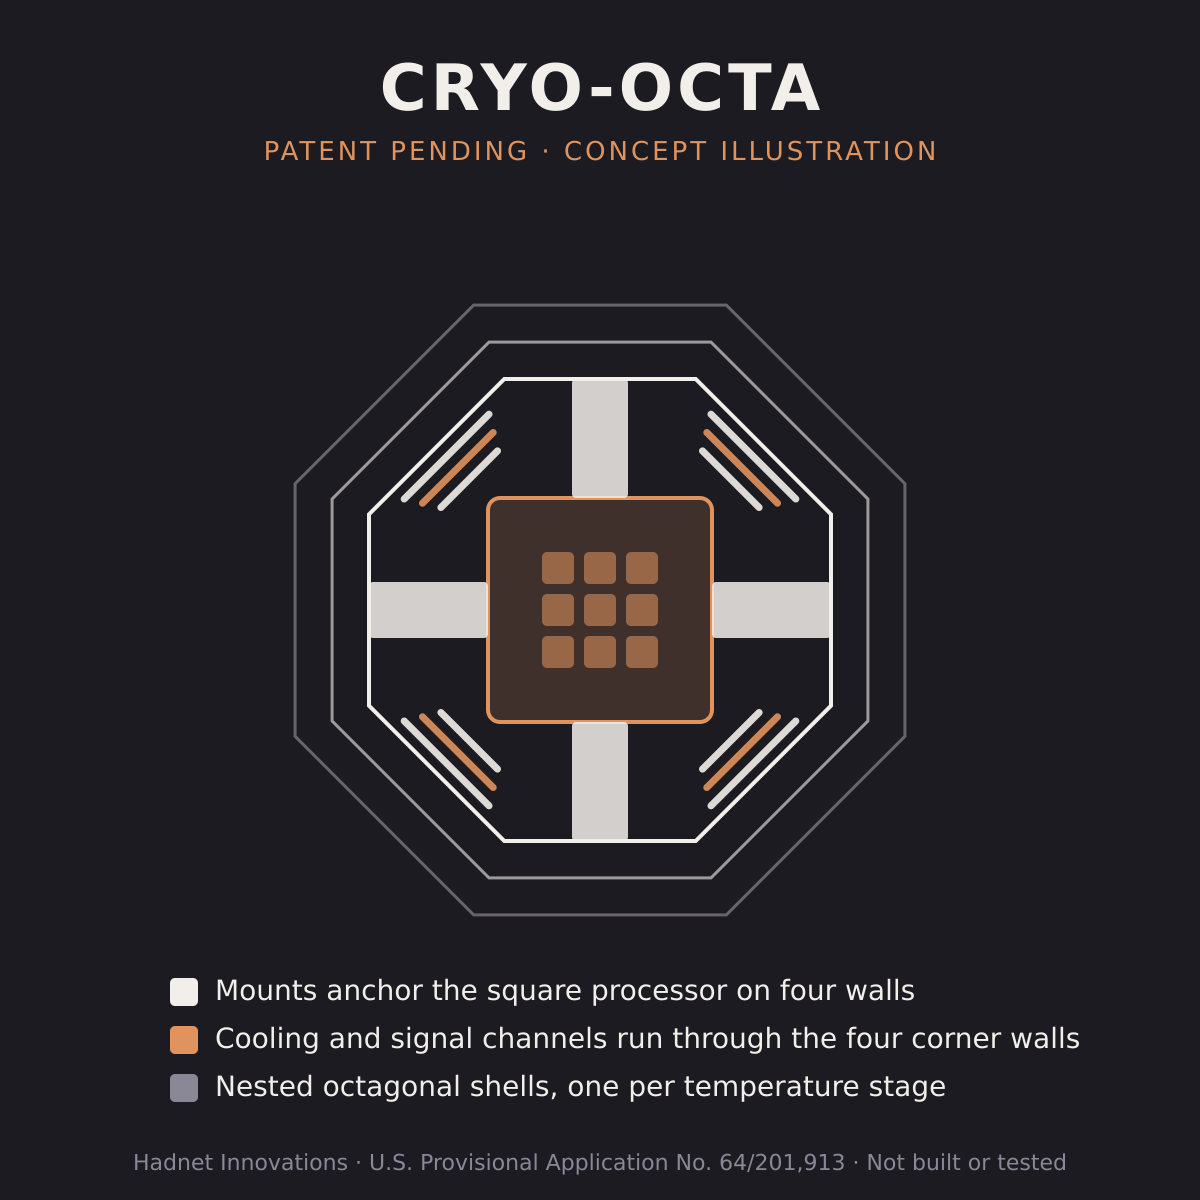 CRYO-OCTA
PATENT PENDING · CONCEPT ILLUSTRATION
Mounts anchor the square processor on four walls
Cooling and signal channels run through the four corner walls
Nested octagonal shells, one per temperature stage
Hadnet Innovations · U.S. Provisional Application No. 64/201,913 · Not built or tested